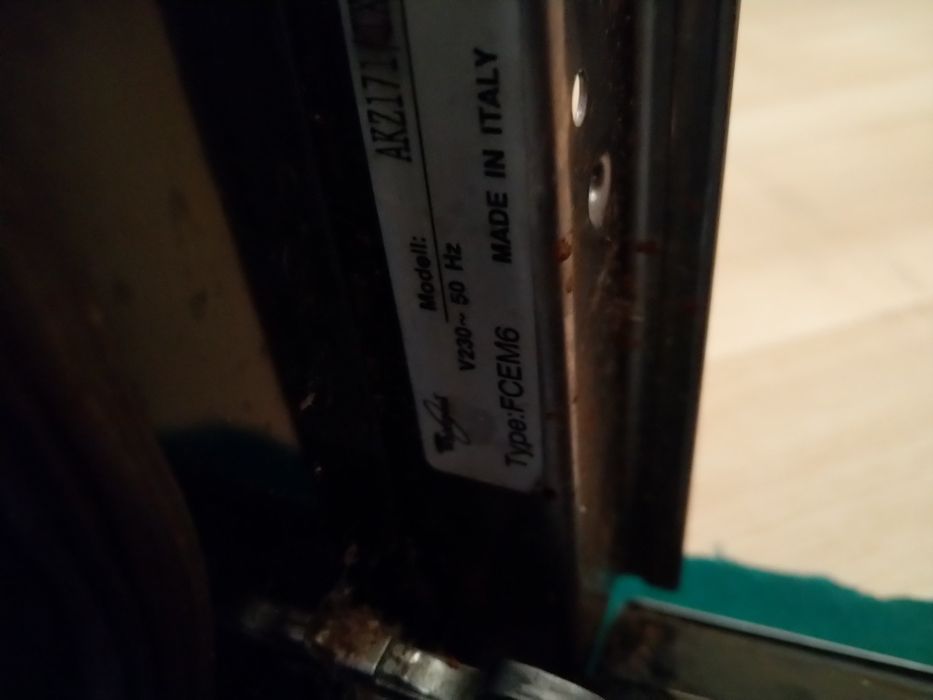 Modell: AKZ171
V230~ 50 Hz
MADE IN ITALY
Type:FCEM6